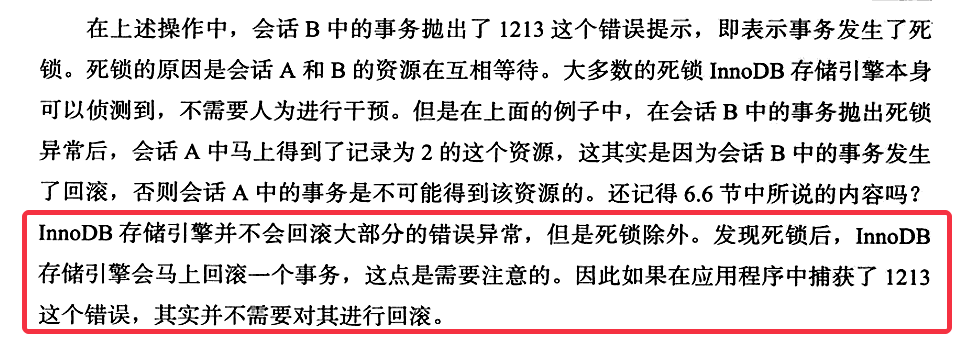 在上述操作中，会话 B 中的事务抛出了 1213 这个错误提示，即表示事务发生了死
锁。死锁的原因是会话 A 和 B 的资源在互相等待。大多数的死锁 InnoDB 存储引擎本身
可以侦测到，不需要人为进行干预。但是在上面的例子中，在会话 B 中的事务抛出死锁
异常后，会话 A 中马上得到了记录为 2 的这个资源，这其实是因为会话 B 中的事务发生
了回滚，否则会话 A 中的事务是不可能得到该资源的。还记得 6.6 节中所说的内容吗？
InnoDB 存储引擎并不会回滚大部分的错误异常，但是死锁除外。发现死锁后，InnoDB
存储引擎会马上回滚一个事务，这点是需要注意的。因此如果在应用程序中捕获了 1213
这个错误，其实并不需要对其进行回滚。